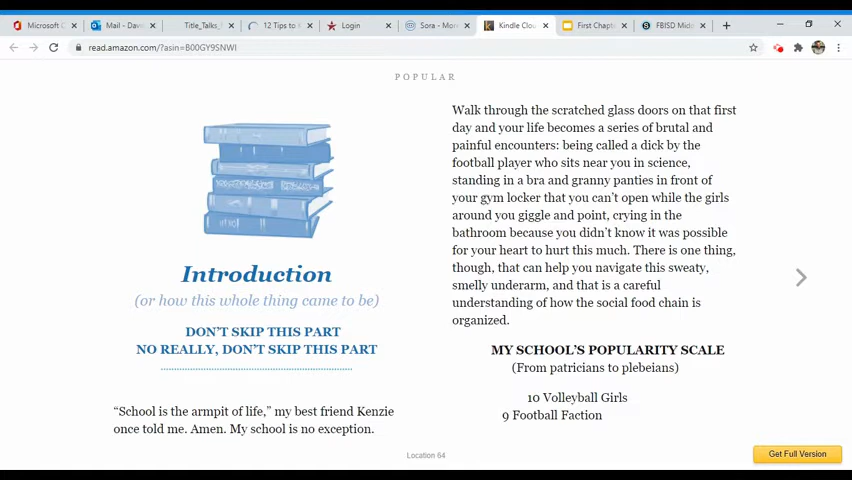 Microsoft C
Mail - Dav
Title_Talks_
12 Tips to
Login
Sora - More
Kindle Clou
First Chapt
FBISD Midd
read.amazon.com/?asin=B00GY9SNWI
POPULAR
Introduction
(or how this whole thing came to be)
DON'T SKIP THIS PART
NO REALLY, DON'T SKIP THIS PART
“School is the armpit of life,” my best friend Kenzie
once told me. Amen. My school is no exception.
Walk through the scratched glass doors on that first
day and your life becomes a series of brutal and
painful encounters: being called a dick by the
football player who sits near you in science,
standing in a bra and granny panties in front of
your gym locker that you can’t open while the girls
around you giggle and point, crying in the
bathroom because you didn’t know it was possible
for your heart to hurt this much. There is one thing,
though, that can help you navigate this sweaty,
smelly underarm, and that is a careful
understanding of how the social food chain is
organized.
MY SCHOOL’S POPULARITY SCALE
(From patricians to plebeians)
10 Volleyball Girls
9 Football Faction
Location 64
Get Full Version